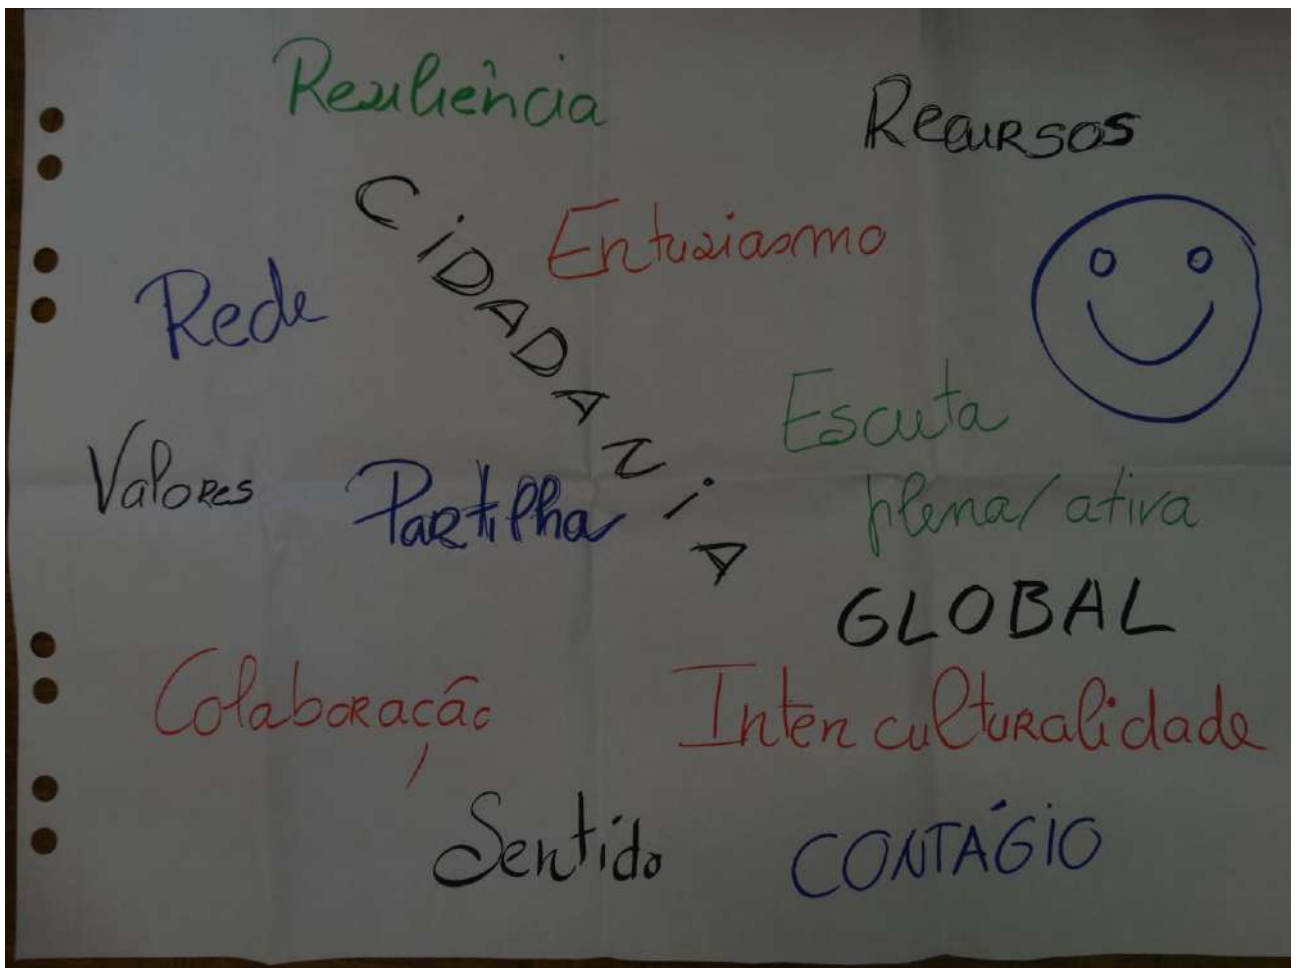 Resiliência
Recursos
CiDADANiA
Entusiasmo
Rede
Escuta
plena/ativa
Valores
Partilha
GLOBAL
Colaboração
Interculturalidade
Sentido
CONTÁGiO